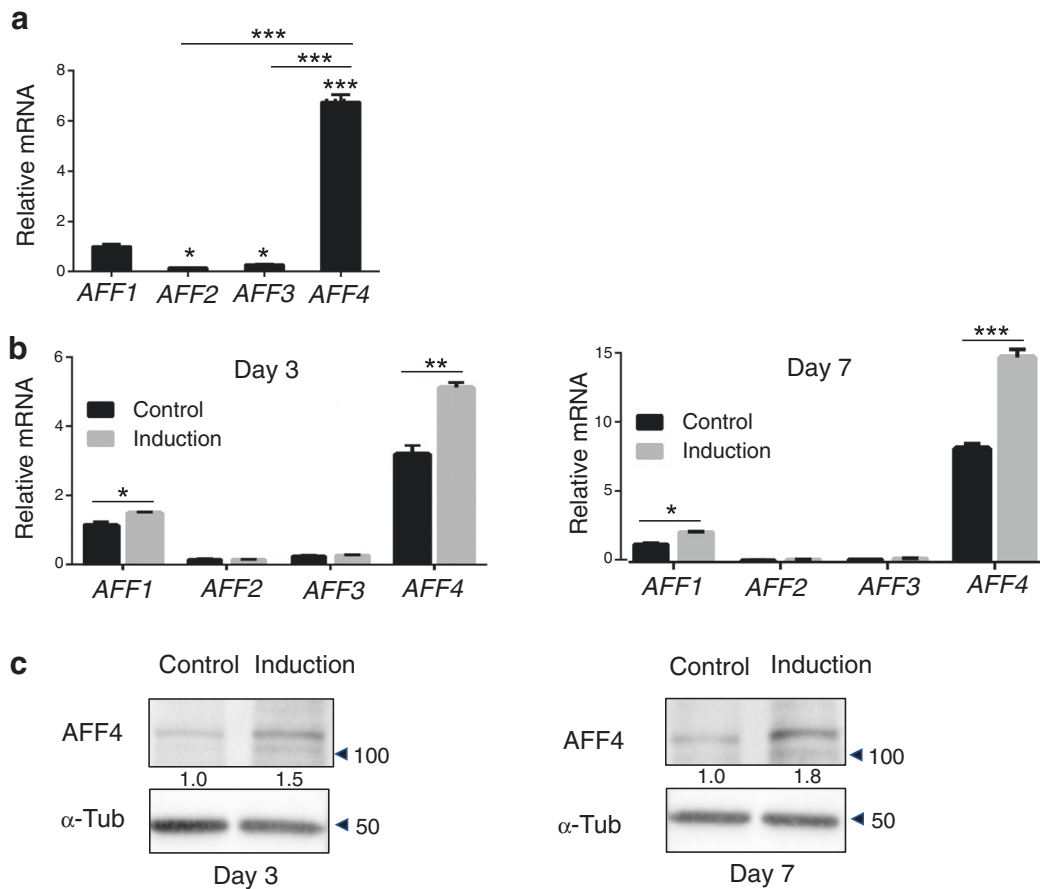 a
***
***
***
8
6
4
2
0
Relative mRNA
*
*
AFF1 AFF2 AFF3 AFF4
b
Day 3
6
4
2
0
Relative mRNA
Control
Induction
*
**
AFF1 AFF2 AFF3 AFF4
Day 7
15
10
5
0
Relative mRNA
Control
Induction
*
***
AFF1 AFF2 AFF3 AFF4
c
Control Induction
AFF4
100
1.0 1.5
α-Tub
50
Day 3
Control Induction
AFF4
100
1.0 1.8
α-Tub
50
Day 7